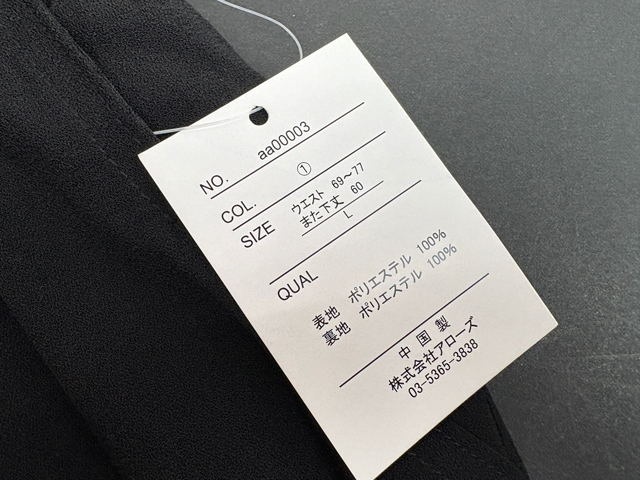 NO. aa00003
COL. ①
SIZE ウエスト 69～77
また下丈 60
L
QUAL
表地 ポリエステル 100%
裏地 ポリエステル 100%
中国製
株式会社アローズ
03-5365-3838